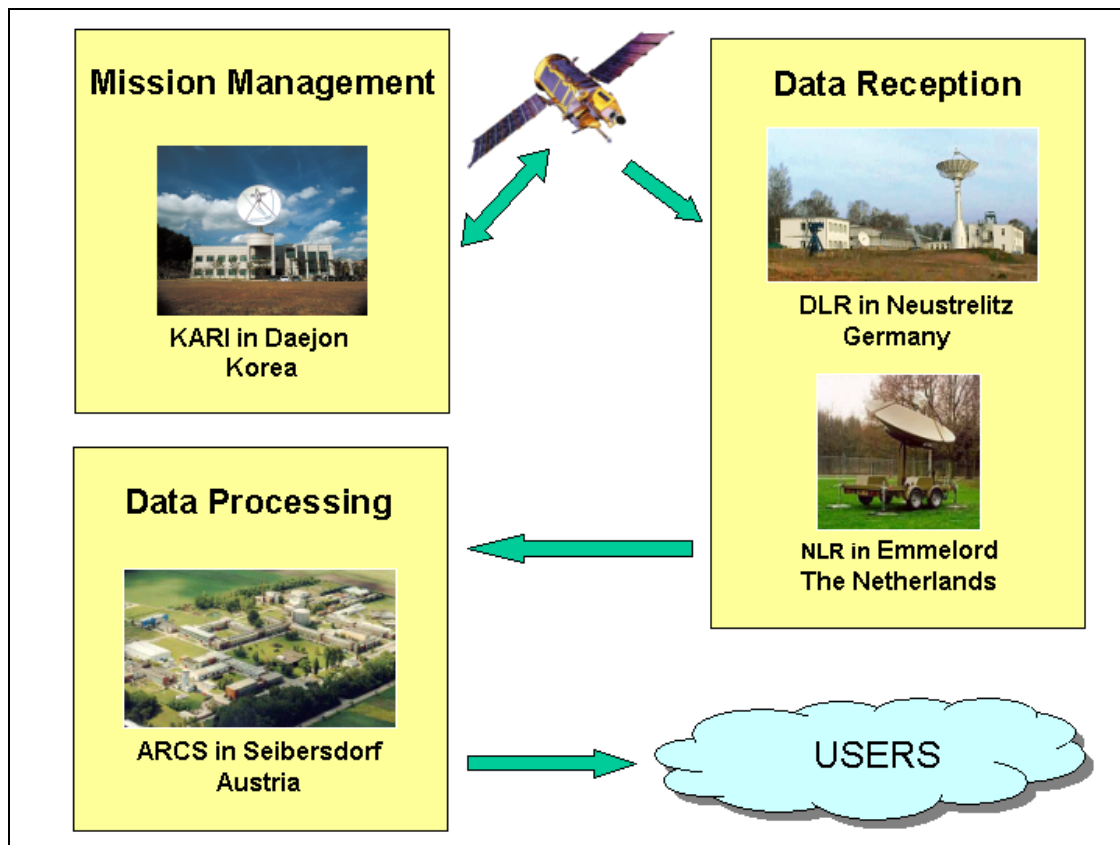 Mission Management
KARI in Daejon
Korea
Data Reception
DLR in Neustrelitz
Germany
NLR in Emmelord
The Netherlands
Data Processing
ARCS in Seibersdorf
Austria
USERS